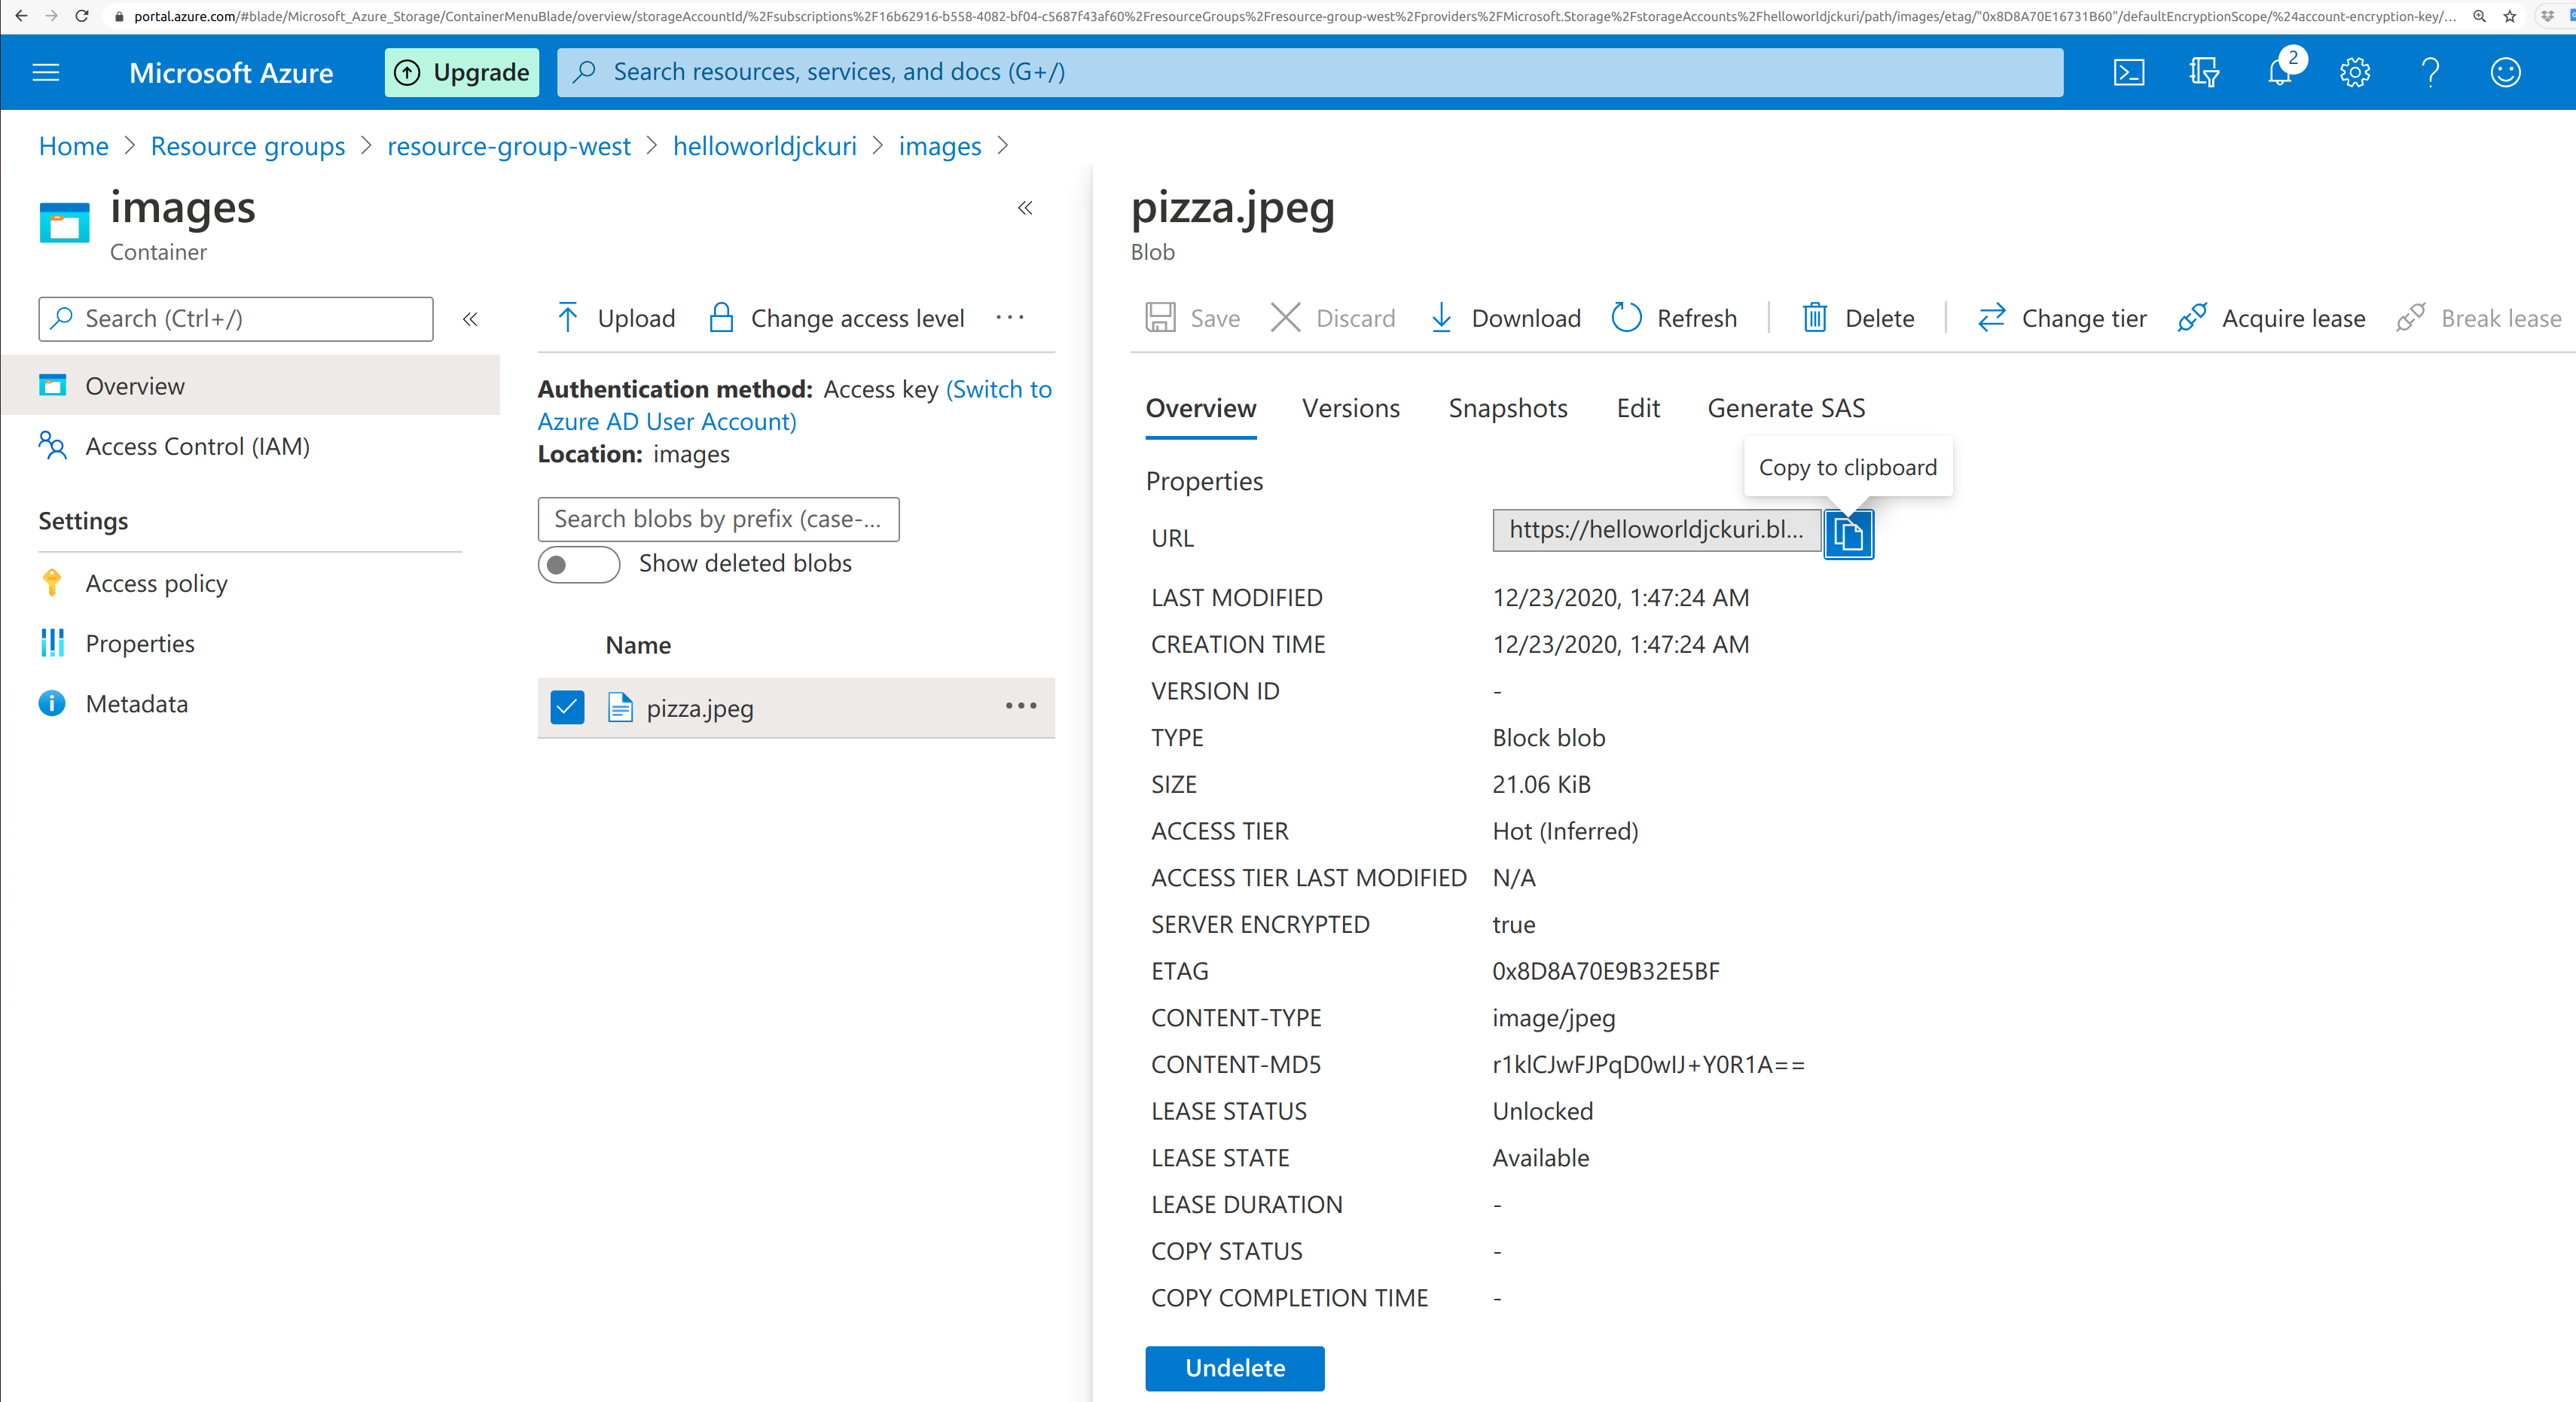 portal.azure.com/#blade/Microsoft_Azure_Storage/ContainerMenuBlade/overview/storageAccountId/%2Fsubscriptions%2F16b62916-b558-4082-bf04-c5687f43af60%2FresourceGroups%2Fresource-group-west%2Fproviders%2FMicrosoft.Storage%2FstorageAccounts%2Fhelloworldjckuri/path/images/etag/"0x8D8A70E16731B60"/defaultEncryptionScope/%24account-encryption-key/...
Microsoft Azure
Upgrade
Search resources, services, and docs (G+/)
2
Home > Resource groups > resource-group-west > helloworldjckuri > images >
images
Container
Search (Ctrl+/)
Overview
Access Control (IAM)
Settings
Access policy
Properties
Metadata
Upload
Change access level
Authentication method: Access key (Switch to
Azure AD User Account)
Location: images
Search blobs by prefix (case-...
Show deleted blobs
Name
pizza.jpeg
pizza.jpeg
Blob
Save
Discard
Download
Refresh
Delete
Change tier
Acquire lease
Break lease
Overview
Versions
Snapshots
Edit
Generate SAS
Copy to clipboard
Properties
URL https://helloworldjckuri.bl...
LAST MODIFIED 12/23/2020, 1:47:24 AM
CREATION TIME 12/23/2020, 1:47:24 AM
VERSION ID -
TYPE Block blob
SIZE 21.06 KiB
ACCESS TIER Hot (Inferred)
ACCESS TIER LAST MODIFIED N/A
SERVER ENCRYPTED true
ETAG 0x8D8A70E9B32E5BF
CONTENT-TYPE image/jpeg
CONTENT-MD5 r1klCJwFJPqD0wIJ+Y0R1A==
LEASE STATUS Unlocked
LEASE STATE Available
LEASE DURATION -
COPY STATUS -
COPY COMPLETION TIME -
Undelete